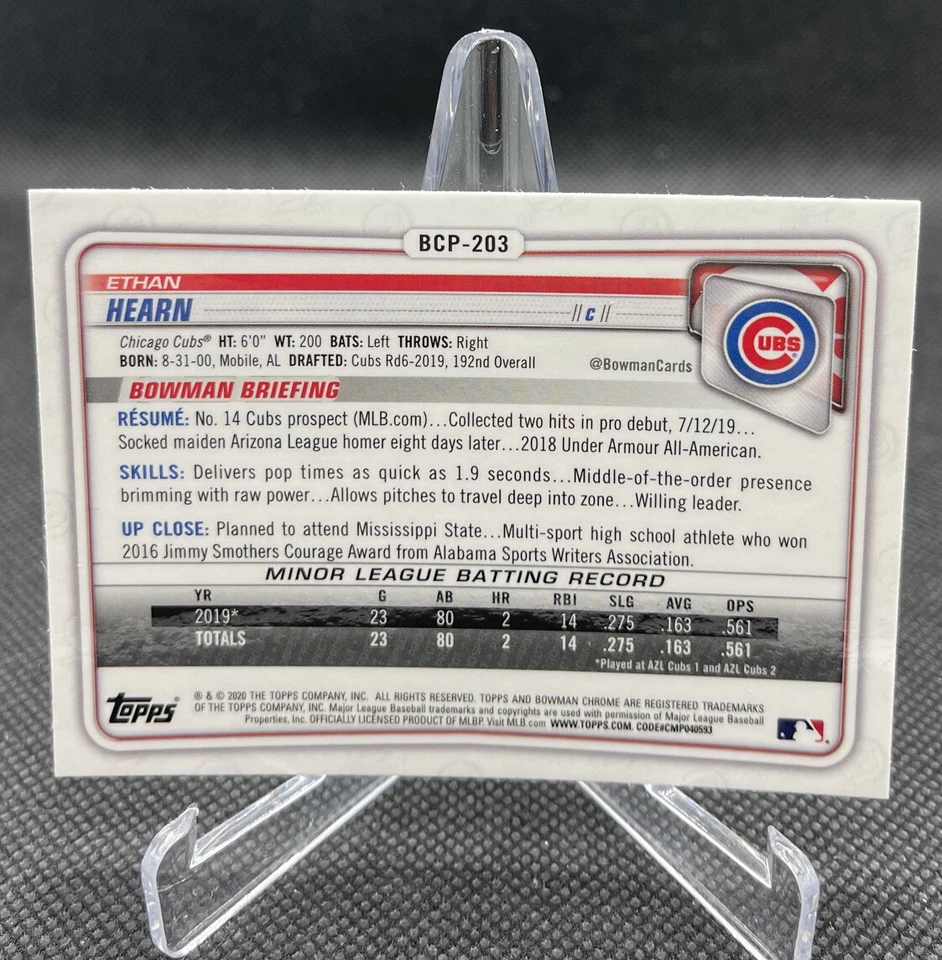 BCP-203
ETHAN
HEARN
//C//
CUBS
Chicago Cubs® HT: 6'0" WT: 200 BATS: Left THROWS: Right
BORN: 8-31-00, Mobile, AL DRAFTED: Cubs Rd6-2019, 192nd Overall
@BowmanCards
BOWMAN BRIEFING
RÉSUMÉ: No. 14 Cubs prospect (MLB.com)...Collected two hits in pro debut, 7/12/19...
Socked maiden Arizona League homer eight days later...2018 Under Armour All-American.
SKILLS: Delivers pop times as quick as 1.9 seconds...Middle-of-the-order presence
brimming with raw power...Allows pitches to travel deep into zone...Willing leader.
UP CLOSE: Planned to attend Mississippi State...Multi-sport high school athlete who won
2016 Jimmy Smothers Courage Award from Alabama Sports Writers Association.
MINOR LEAGUE BATTING RECORD
YR G AB HR RBI SLG AVG OPS
2019* 23 80 2 14 .275 .163 .561
TOTALS 23 80 2 14 .275 .163 .561
*Played at AZL Cubs 1 and AZL Cubs 2
Topps®
® & © 2020 THE TOPPS COMPANY, INC. ALL RIGHTS RESERVED. TOPPS AND BOWMAN CHROME ARE REGISTERED TRADEMARKS
OF THE TOPPS COMPANY, INC. Major League Baseball trademarks and copyrights are used with permission of Major League Baseball
Properties, Inc. OFFICIALLY LICENSED PRODUCT OF MLBP. Visit MLB.com WWW.TOPPS.COM. CODE#CMP040593